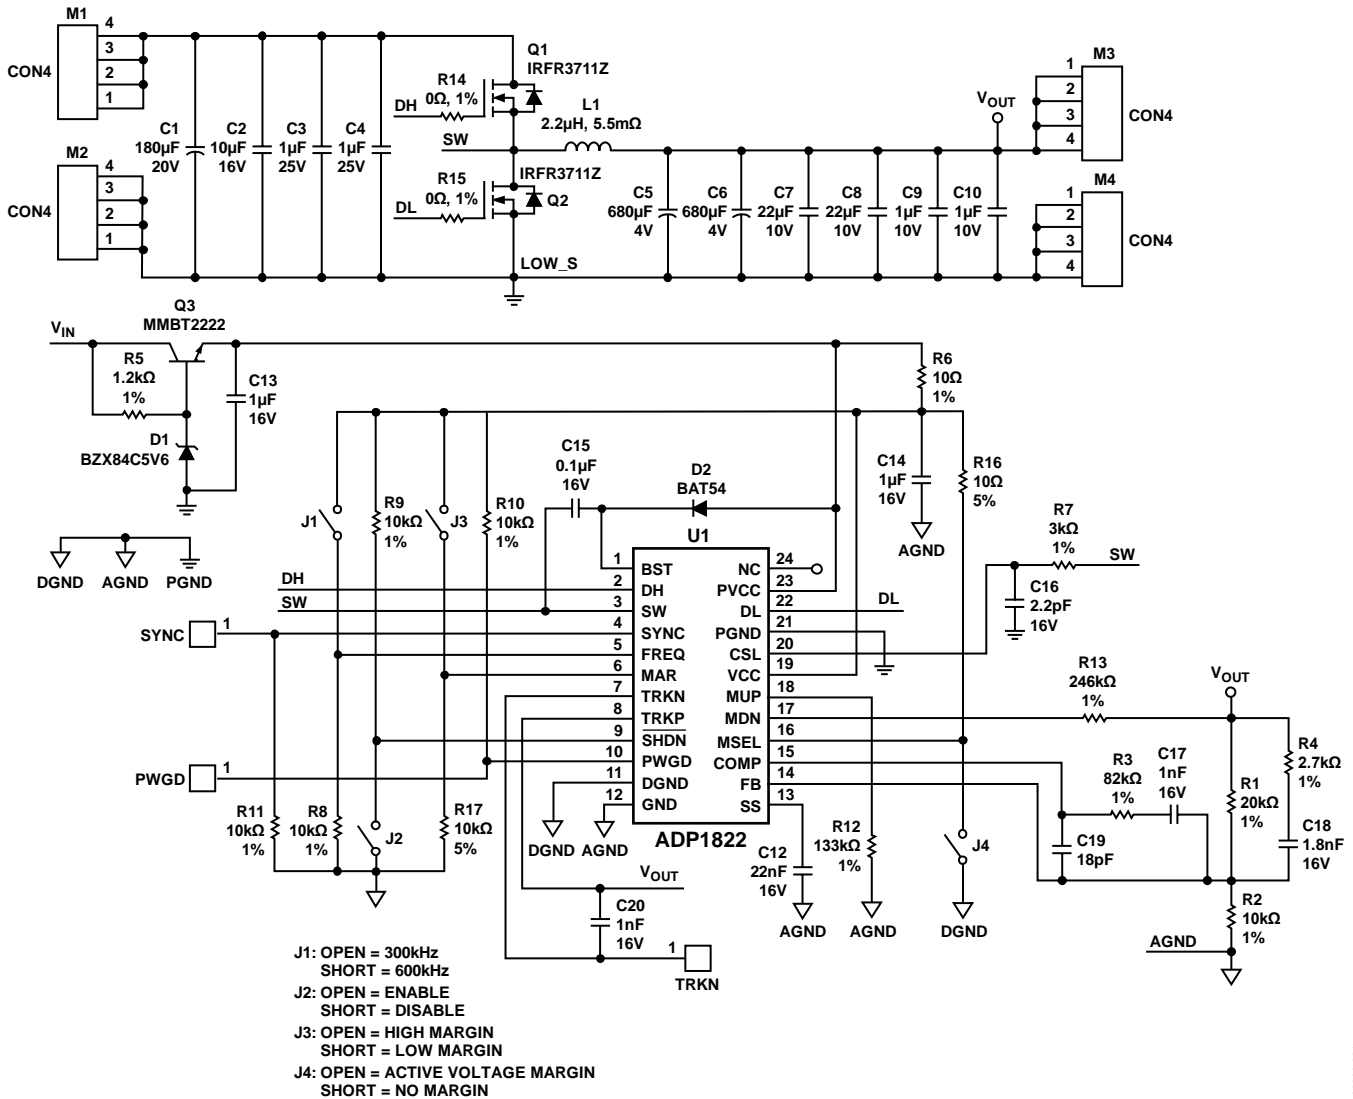 M1
CON4
4
3
2
1
M2
CON4
4
3
2
1
C1
180µF
20V
C2
10µF
16V
C3
1µF
25V
C4
1µF
25V
R14
0Ω, 1%
DH
Q1
IRFR3711Z
SW
L1
2.2µH, 5.5mΩ
R15
0Ω, 1%
DL
IRFR3711Z
Q2
LOW_S
C5
680µF
4V
C6
680µF
4V
C7
22µF
10V
C8
22µF
10V
C9
1µF
10V
C10
1µF
10V
VOUT
M3
CON4
1
2
3
4
M4
CON4
1
2
3
4
VIN
Q3
MMBT2222
R5
1.2kΩ
1%
C13
1µF
16V
D1
BZX84C5V6
DGND
AGND
PGND
R6
10Ω
1%
C14
1µF
16V
AGND
R16
10Ω
5%
C15
0.1µF
16V
D2
BAT54
J1
R9
10kΩ
1%
J3
R10
10kΩ
1%
R7
3kΩ
1%
SW
C16
2.2pF
16V
DH
SW
SYNC
1
PWGD
1
U1
1
BST
2
DH
3
SW
4
SYNC
5
FREQ
6
MAR
7
TRKN
8
TRKP
9
SHDN
10
PWGD
11
DGND
12
GND
24
NC
23
PVCC
22
DL
DL
21
PGND
20
CSL
19
VCC
18
MUP
17
MDN
16
MSEL
15
COMP
14
FB
13
SS
ADP1822
R11
10kΩ
1%
R8
10kΩ
1%
J2
R17
10kΩ
5%
DGND
AGND
VOUT
C20
1nF
16V
1
TRKN
C12
22nF
16V
AGND
R12
133kΩ
1%
AGND
J4
DGND
R13
246kΩ
1%
VOUT
R3
82kΩ
1%
C17
1nF
16V
C19
18pF
R1
20kΩ
1%
R4
2.7kΩ
1%
C18
1.8nF
16V
R2
10kΩ
1%
AGND
J1: OPEN = 300kHz
SHORT = 600kHz
J2: OPEN = ENABLE
SHORT = DISABLE
J3: OPEN = HIGH MARGIN
SHORT = LOW MARGIN
J4: OPEN = ACTIVE VOLTAGE MARGIN
SHORT = NO MARGIN